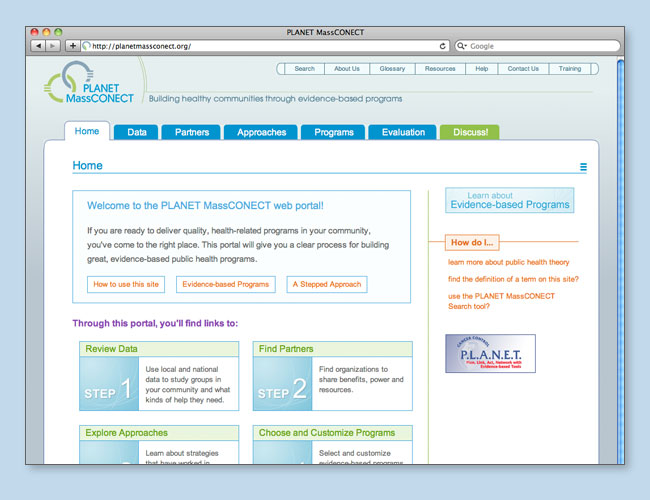 PLANET MassCONECT
http://planetmassconect.org/
Google
PLANET
MassCONECT
Building healthy communities through evidence-based programs
Search About Us Glossary Resources Help Contact Us Training
Home Data Partners Approaches Programs Evaluation Discuss!
Home
Welcome to the PLANET MassCONECT web portal!
If you are ready to deliver quality, health-related programs in your community,
you've come to the right place. This portal will give you a clear process for building
great, evidence-based public health programs.
How to use this site Evidence-based Programs A Stepped Approach
Through this portal, you'll find links to:
Review Data
STEP 1
Use local and national
data to study groups in
your community and what
kinds of help they need.
Find Partners
STEP 2
Find organizations to
share benefits, power and
resources.
Explore Approaches
Learn about strategies
that have worked in
Choose and Customize Programs
Select and customize
evidence-based programs
Learn about
Evidence-based Programs
How do I...
learn more about public health theory
find the definition of a term on this site?
use the PLANET MassCONECT
Search tool?
CANCER CONTROL
P.L.A.N.E.T.
Plan, Link, Act, Network with
Evidence-based Tools